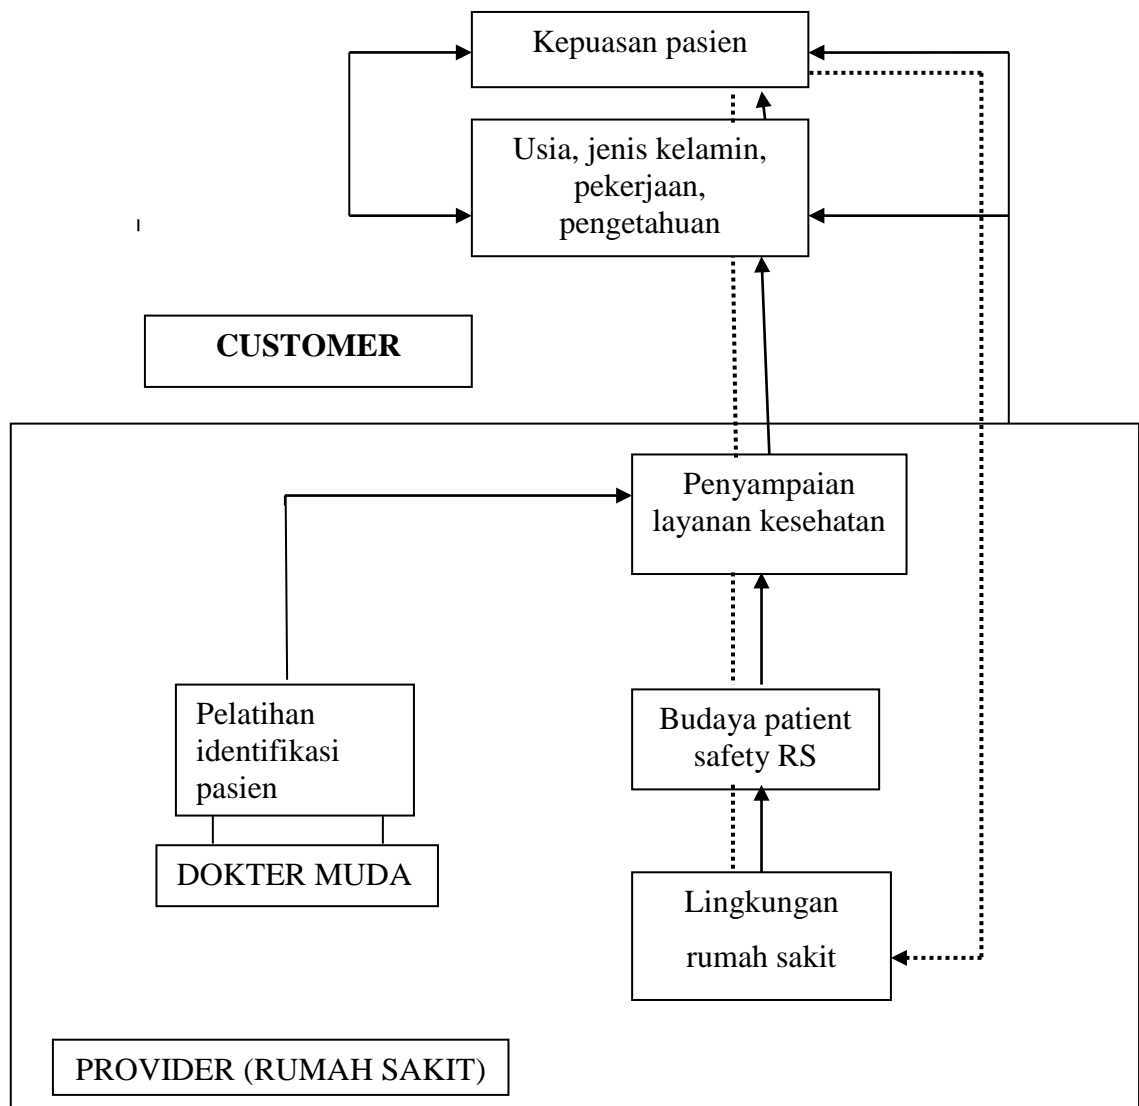 Kepuasan pasien
Usia, jenis kelamin,
pekerjaan,
pengetahuan
CUSTOMER
Penyampaian
layanan kesehatan
Pelatihan
identifikasi
pasien
Budaya patient
safety RS
DOKTER MUDA
Lingkungan
rumah sakit
PROVIDER (RUMAH SAKIT)